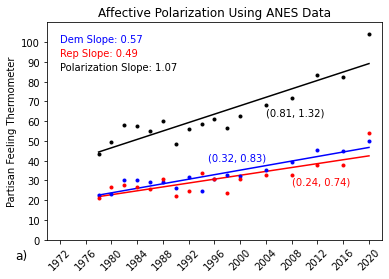 Affective Polarization Using ANES Data
Partisan Feeling Thermometer
100
90
80
70
60
50
40
30
20
10
0
Dem Slope: 0.57
Rep Slope: 0.49
Polarization Slope: 1.07
(0.81, 1.32)
(0.32, 0.83)
(0.24, 0.74)
1972 1976 1980 1984 1988 1992 1996 2000 2004 2008 2012 2016 2020
a)